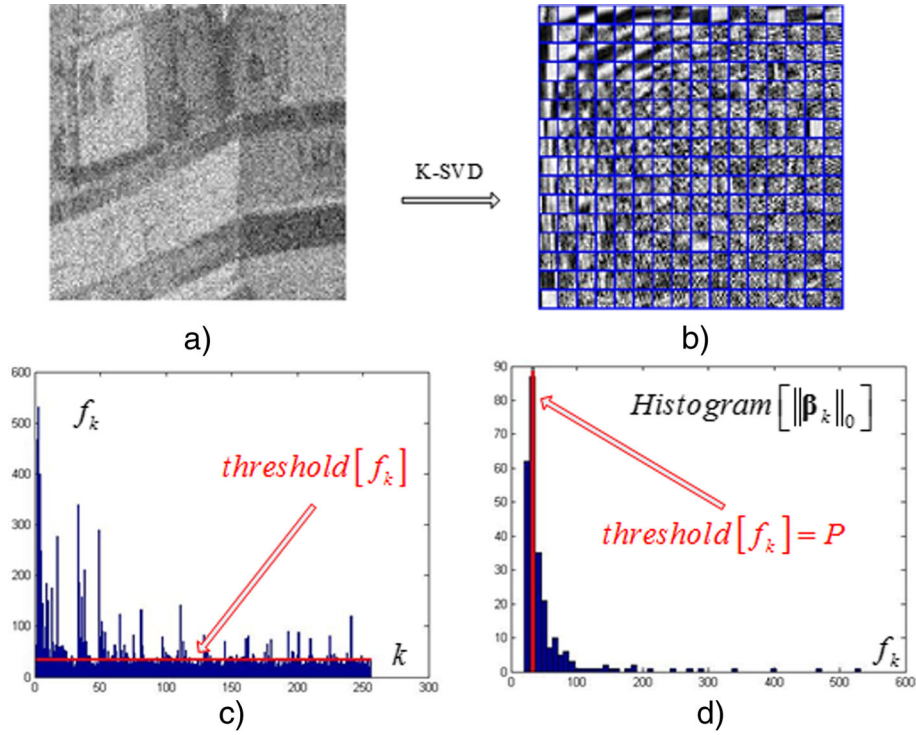 K-SVD
a)
b)
600
500
400
300
200
100
0
0 50 100 150 200 250 300
f_k
threshold[f_k]
k
c)
90
80
70
60
50
40
30
20
10
0
0 100 200 300 400 500 600
Histogram[‖β_k‖_0]
threshold[f_k] = P
f_k
d)